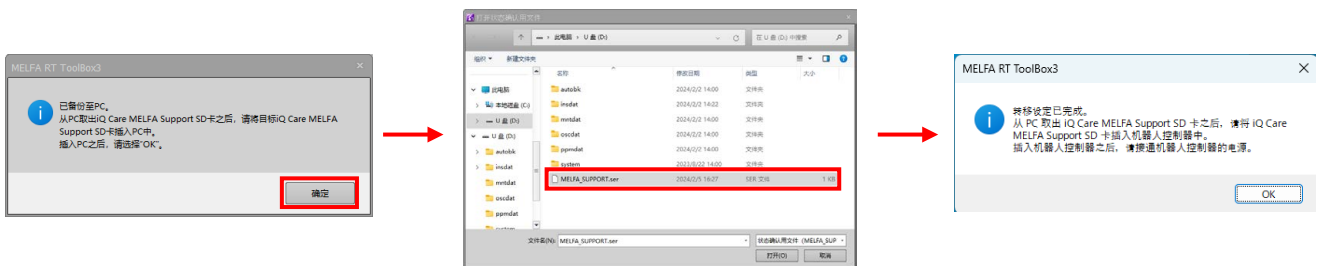 MELFA RT ToolBox3
已备份至PC。
从PC取出iQ Care MELFA Support SD卡之后，请将目标iQ Care MELFA
Support SD卡插入PC中。
插入PC之后，请选择“OK”。
确定
打开状态确认用文件
此电脑 › U 盘 (D:)
在 U 盘 (D:) 中搜索
组织 新建文件夹
名称 修改日期 类型 大小
autobk 2024/2/2 14:00 文件夹
insdat 2024/2/2 14:22 文件夹
mntdat 2024/2/2 14:00 文件夹
oscdat 2024/2/2 14:00 文件夹
ppmdat 2024/2/2 14:00 文件夹
system 2023/8/22 14:00 文件夹
MELFA_SUPPORT.ser 2024/2/5 16:27 SER 文件 1 KB
此电脑
本地磁盘 (C:)
U 盘 (D:)
U 盘 (D:)
autobk
insdat
mntdat
oscdat
ppmdat
system
文件名(N): MELFA_SUPPORT.ser
状态确认用文件 (MELFA_SUP
打开(O) 取消
MELFA RT ToolBox3
转移设定已完成。
从 PC 取出 iQ Care MELFA Support SD 卡之后，请将 iQ Care
MELFA Support SD 卡插入机器人控制器中。
插入机器人控制器之后，请接通机器人控制器的电源。
OK